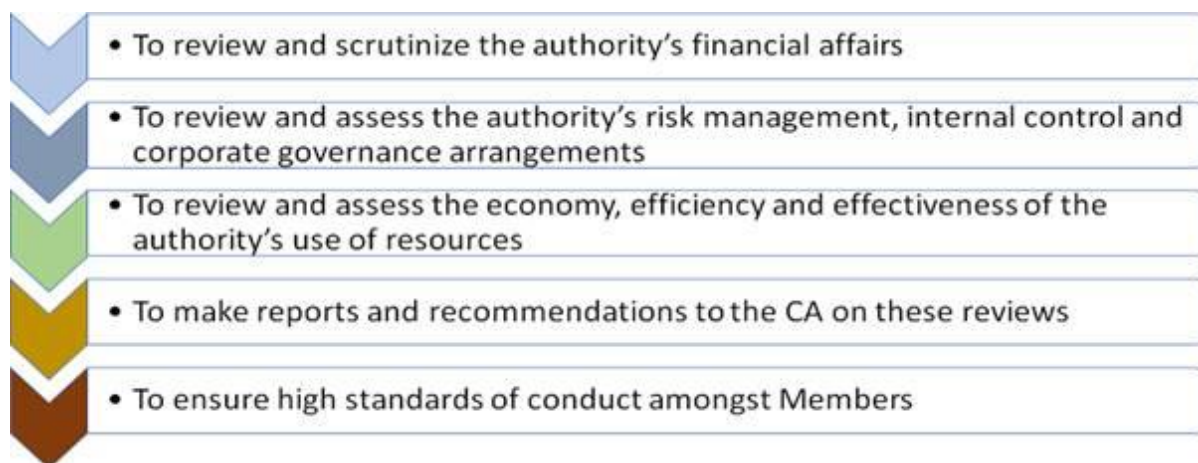 • To review and scrutinize the authority’s financial affairs
• To review and assess the authority’s risk management, internal control and
corporate governance arrangements
• To review and assess the economy, efficiency and effectiveness of the
authority’s use of resources
• To make reports and recommendations to the CA on these reviews
• To ensure high standards of conduct amongst Members